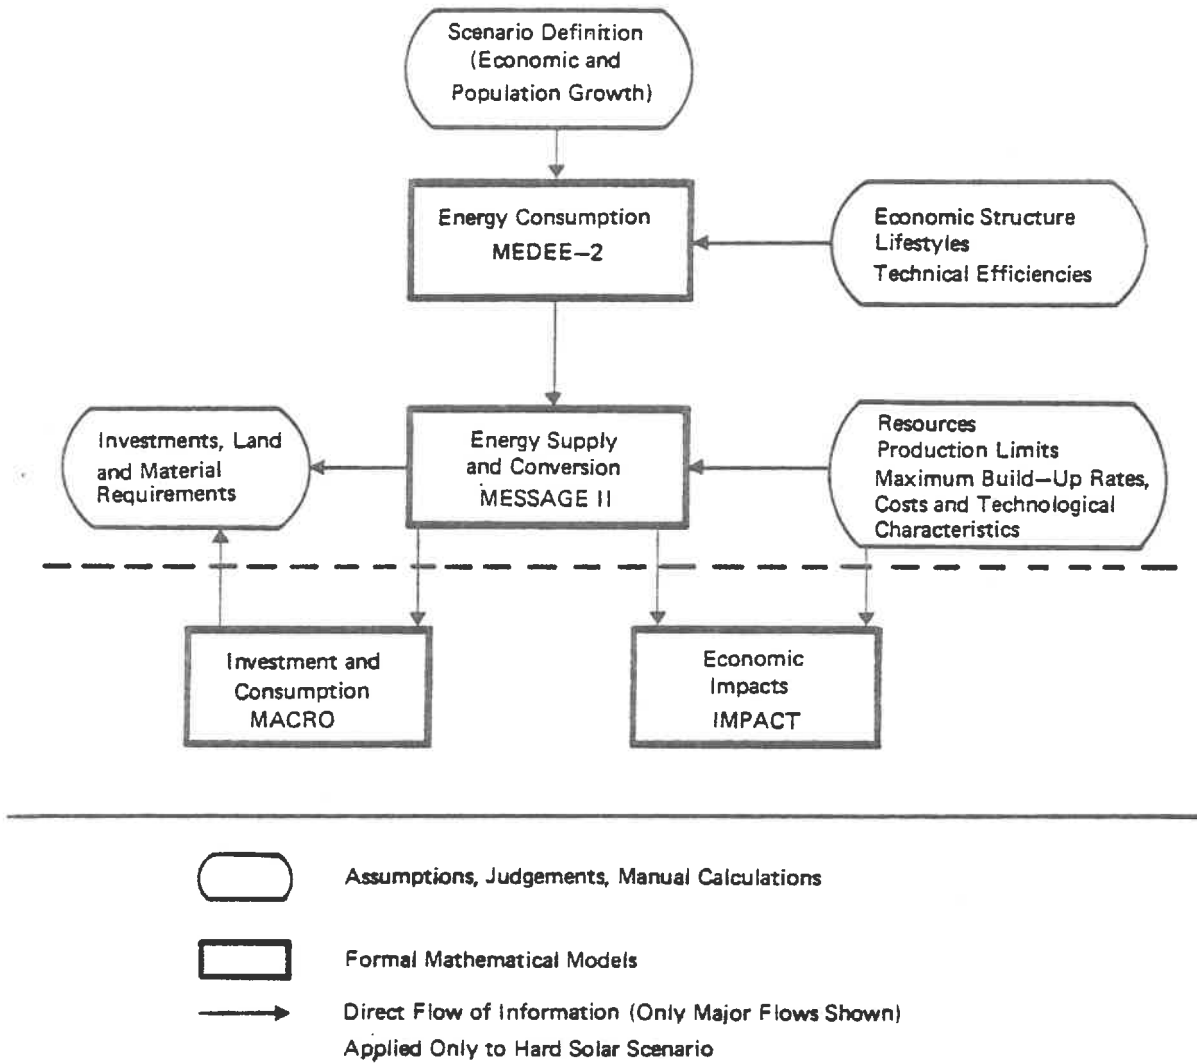 Scenario Definition
(Economic and
Population Growth)
Energy Consumption
MEDEE–2
Economic Structure
Lifestyles
Technical Efficiencies
Investments, Land
and Material
Requirements
Energy Supply
and Conversion
MESSAGE II
Resources
Production Limits
Maximum Build–Up Rates,
Costs and Technological
Characteristics
Investment and
Consumption
MACRO
Economic
Impacts
IMPACT
Assumptions, Judgements, Manual Calculations
Formal Mathematical Models
Direct Flow of Information (Only Major Flows Shown)
Applied Only to Hard Solar Scenario